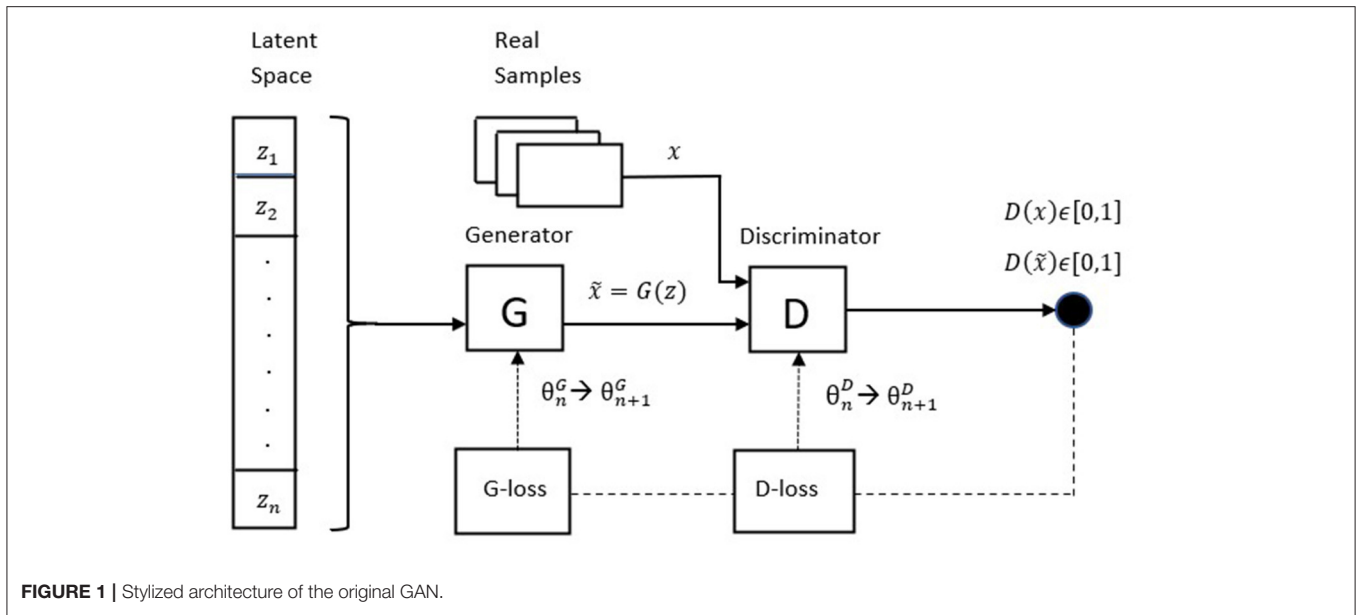 Latent
Space
Real
Samples
z₁
z₂
.
.
.
.
.
.
zₙ
x
Generator
G
x̃ = G(z)
Discriminator
D
D(x)ϵ[0,1]
D(x̃)ϵ[0,1]
θₙᴳ → θₙ₊₁ᴳ
θₙᴰ → θₙ₊₁ᴰ
G-loss
D-loss
FIGURE 1 | Stylized architecture of the original GAN.